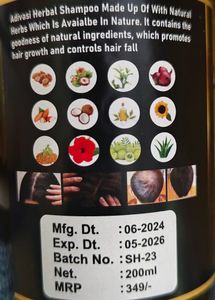 Adivasi Herbal Shampoo Made Up Of With Natural
Herbs Which Is Avaialbe In Nature. It contains the
goodness of natural ingredients, which promotes
hair growth and controls hair fall
Mfg. Dt. :06-2024
Exp. Dt. :05-2026
Batch No. :SH-23
Net. :200ml
MRP :349/-